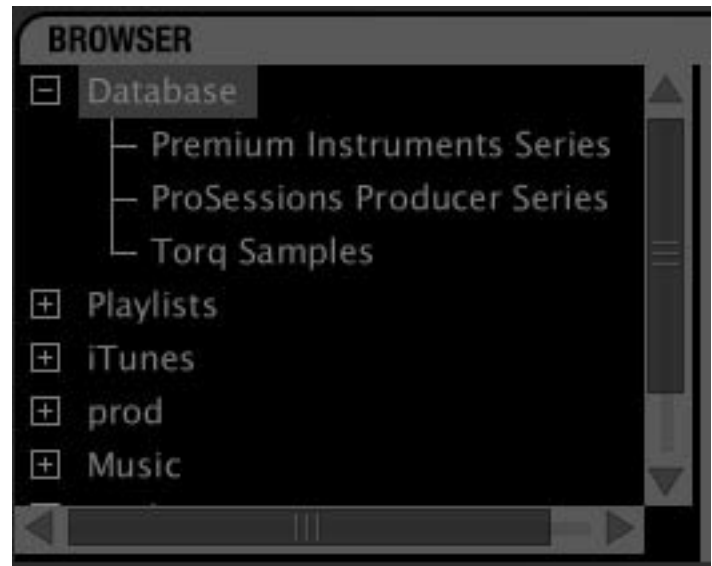 BROWSER
Database
Premium Instruments Series
ProSessions Producer Series
Torq Samples
Playlists
iTunes
prod
Music